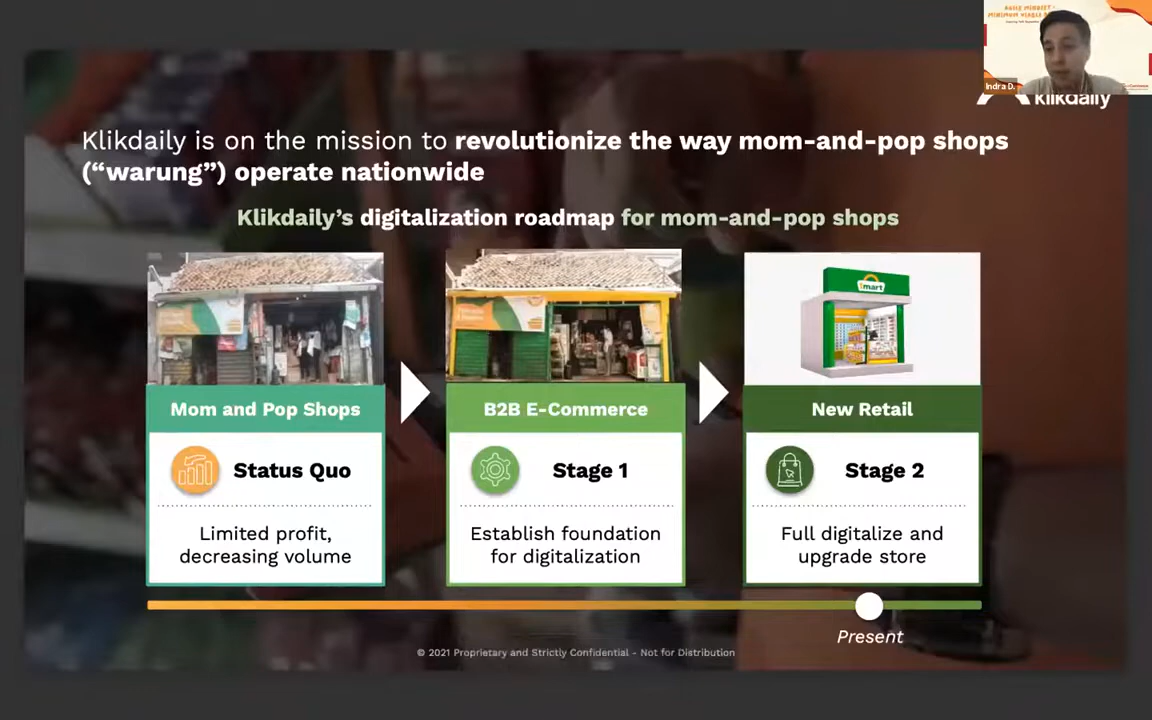 AGILE MINDSET -
Indra D.
klikdaily
Klikdaily is on the mission to revolutionize the way mom-and-pop shops
(“warung”) operate nationwide
Klikdaily’s digitalization roadmap for mom-and-pop shops
1mart
Mom and Pop Shops
Status Quo
Limited profit,
decreasing volume
B2B E-Commerce
Stage 1
Establish foundation
for digitalization
New Retail
Stage 2
Full digitalize and
upgrade store
Present
© 2021 Proprietary and Strictly Confidential - Not for Distribution